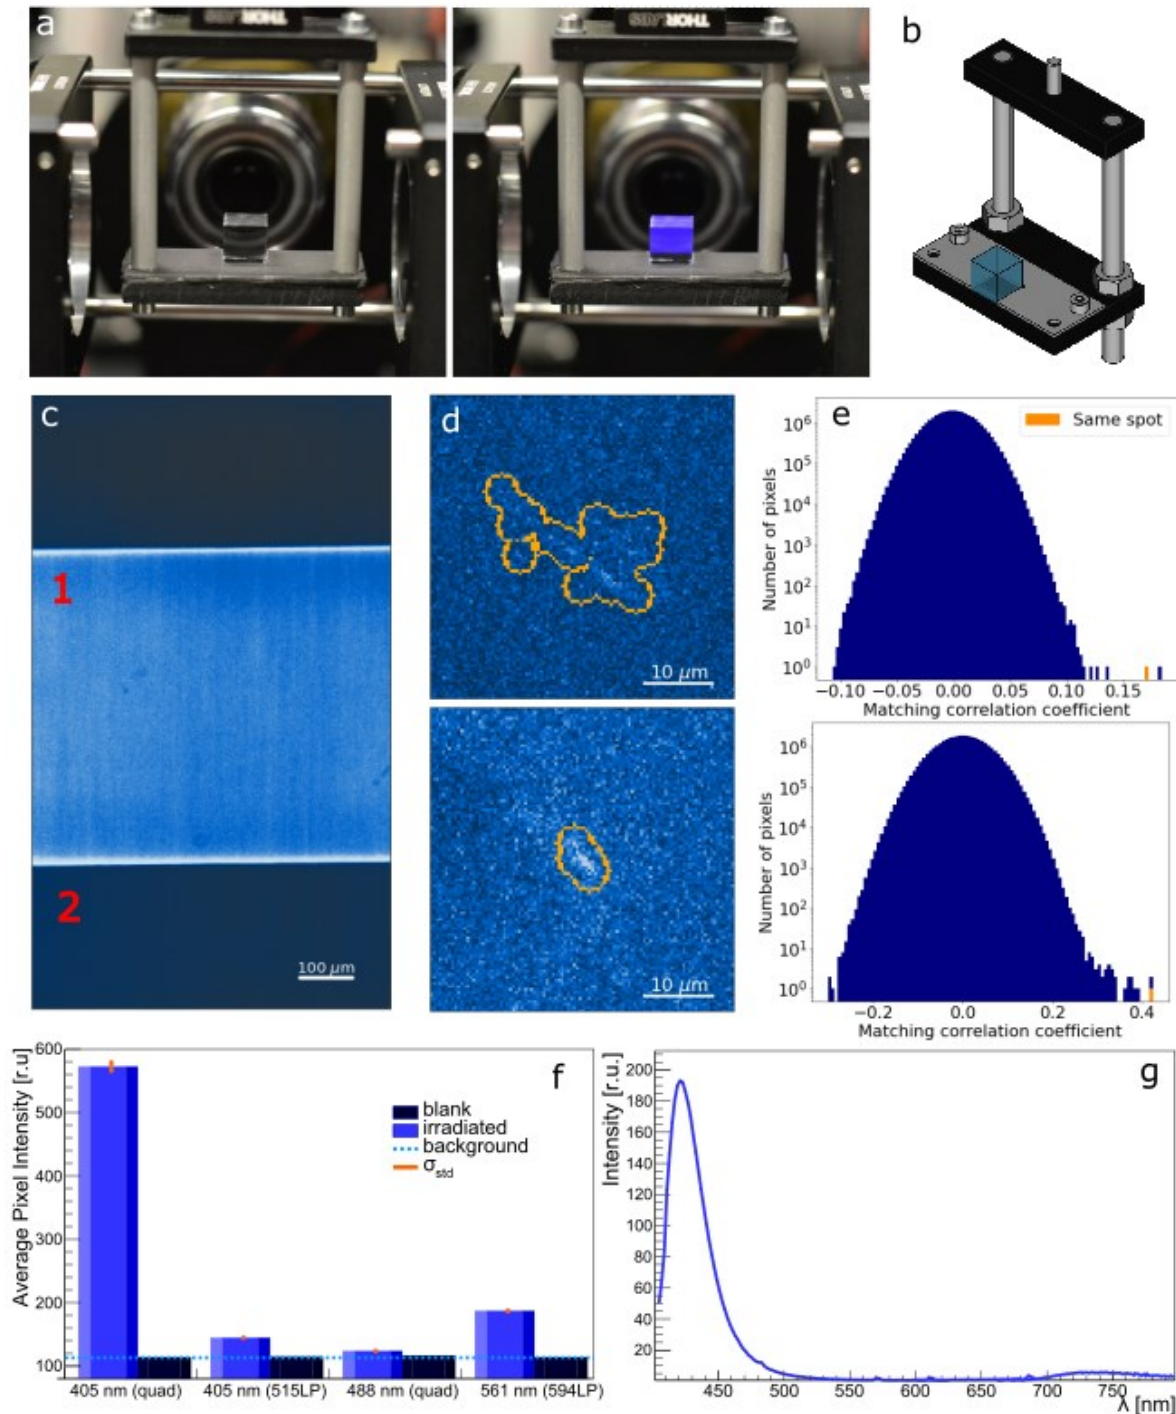 a
THORLABS
THORLABS
b
c
1
2
100 µm
d
10 µm
10 µm
e
Same spot
Number of pixels
10⁶
10⁵
10⁴
10³
10²
10¹
10⁰
−0.10 −0.05 0.00 0.05 0.10 0.15
Matching correlation coefficient
Number of pixels
10⁶
10⁵
10⁴
10³
10²
10¹
10⁰
−0.2 0.0 0.2 0.4
Matching correlation coefficient
f
Average Pixel Intensity [r.u]
600
500
400
300
200
100
blank
irradiated
background
σstd
405 nm (quad) 405 nm (515LP) 488 nm (quad) 561 nm (594LP)
g
Intensity [r.u.]
200
180
160
140
120
100
80
60
40
20
450 500 550 600 650 700 750
λ [nm]